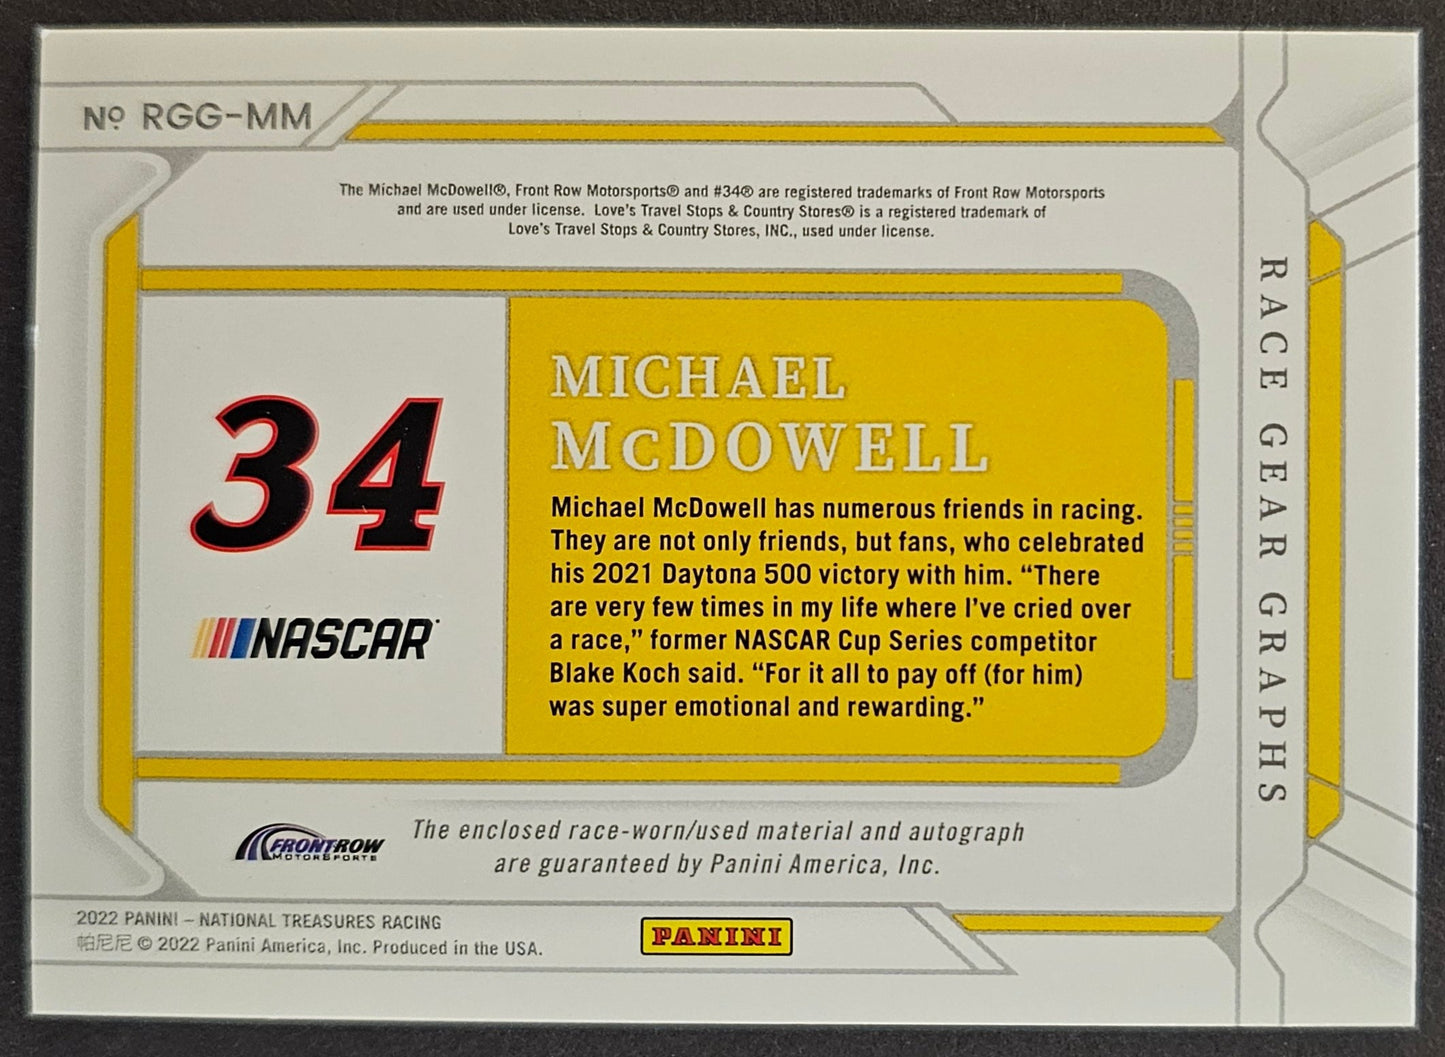 Nº RGG-MM
The Michael McDowell®, Front Row Motorsports® and #34® are registered trademarks of Front Row Motorsports
and are used under license. Love's Travel Stops & Country Stores® is a registered trademark of
Love's Travel Stops & Country Stores, INC., used under license.
34
NASCAR
MICHAEL
McDOWELL
Michael McDowell has numerous friends in racing.
They are not only friends, but fans, who celebrated
his 2021 Daytona 500 victory with him. “There
are very few times in my life where I’ve cried over
a race,” former NASCAR Cup Series competitor
Blake Koch said. “For it all to pay off (for him)
was super emotional and rewarding.”
RACE GEAR GRAPHS
FRONT ROW
MOTORSPORTS
The enclosed race-worn/used material and autograph
are guaranteed by Panini America, Inc.
2022 PANINI – NATIONAL TREASURES RACING
帕尼尼 © 2022 Panini America, Inc. Produced in the USA.
PANINI